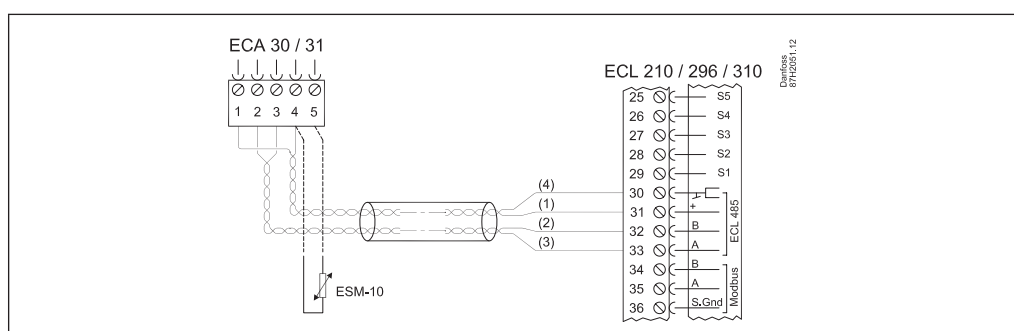 ECA 30 / 31
1 2 3 4 5
ESM-10
(4)
(1)
(2)
(3)
ECL 210 / 296 / 310
25 S5
26 S4
27 S3
28 S2
29 S1
30
31 +
32 B
33 A
34 B
35 A
36 S.Gnd
ECL 485
Modbus
Danfoss
87H2051.12